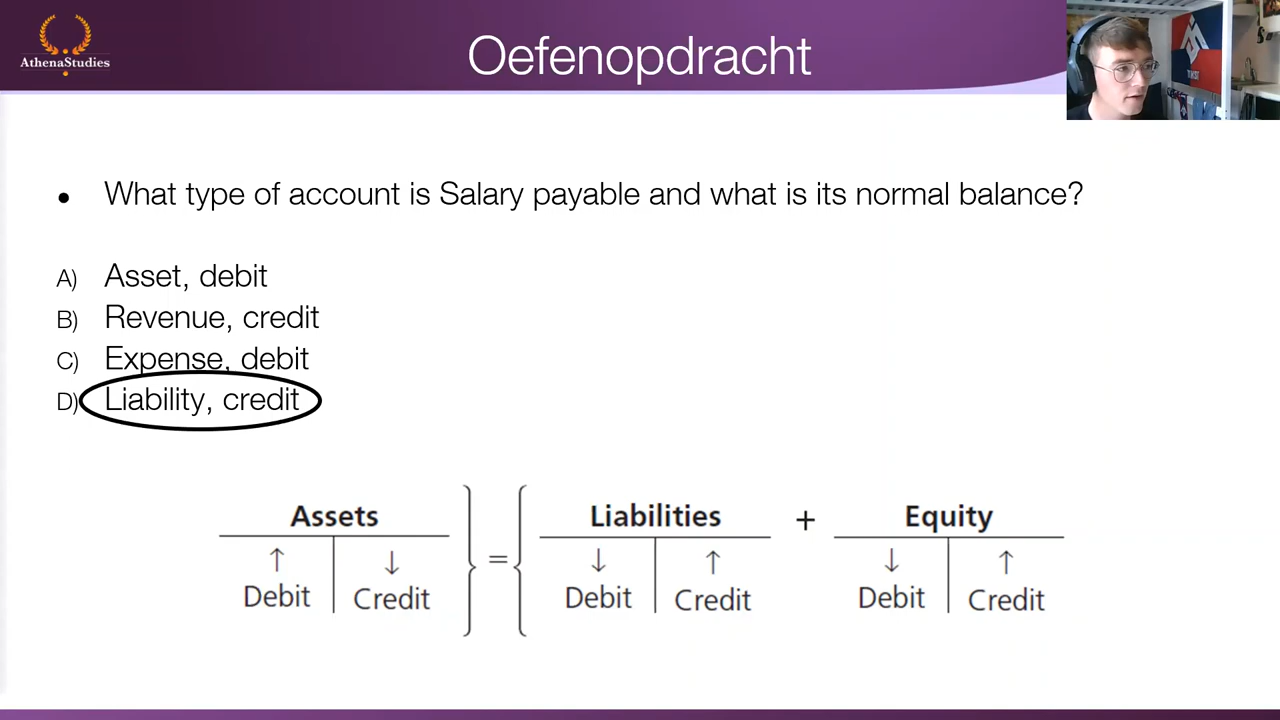 AthenaStudies
Oefenopdracht
• What type of account is Salary payable and what is its normal balance?
A) Asset, debit
B) Revenue, credit
C) Expense, debit
D) Liability, credit
Assets = Liabilities + Equity
↑ ↓ ↓ ↑ ↓ ↑
Debit Credit Debit Credit Debit Credit